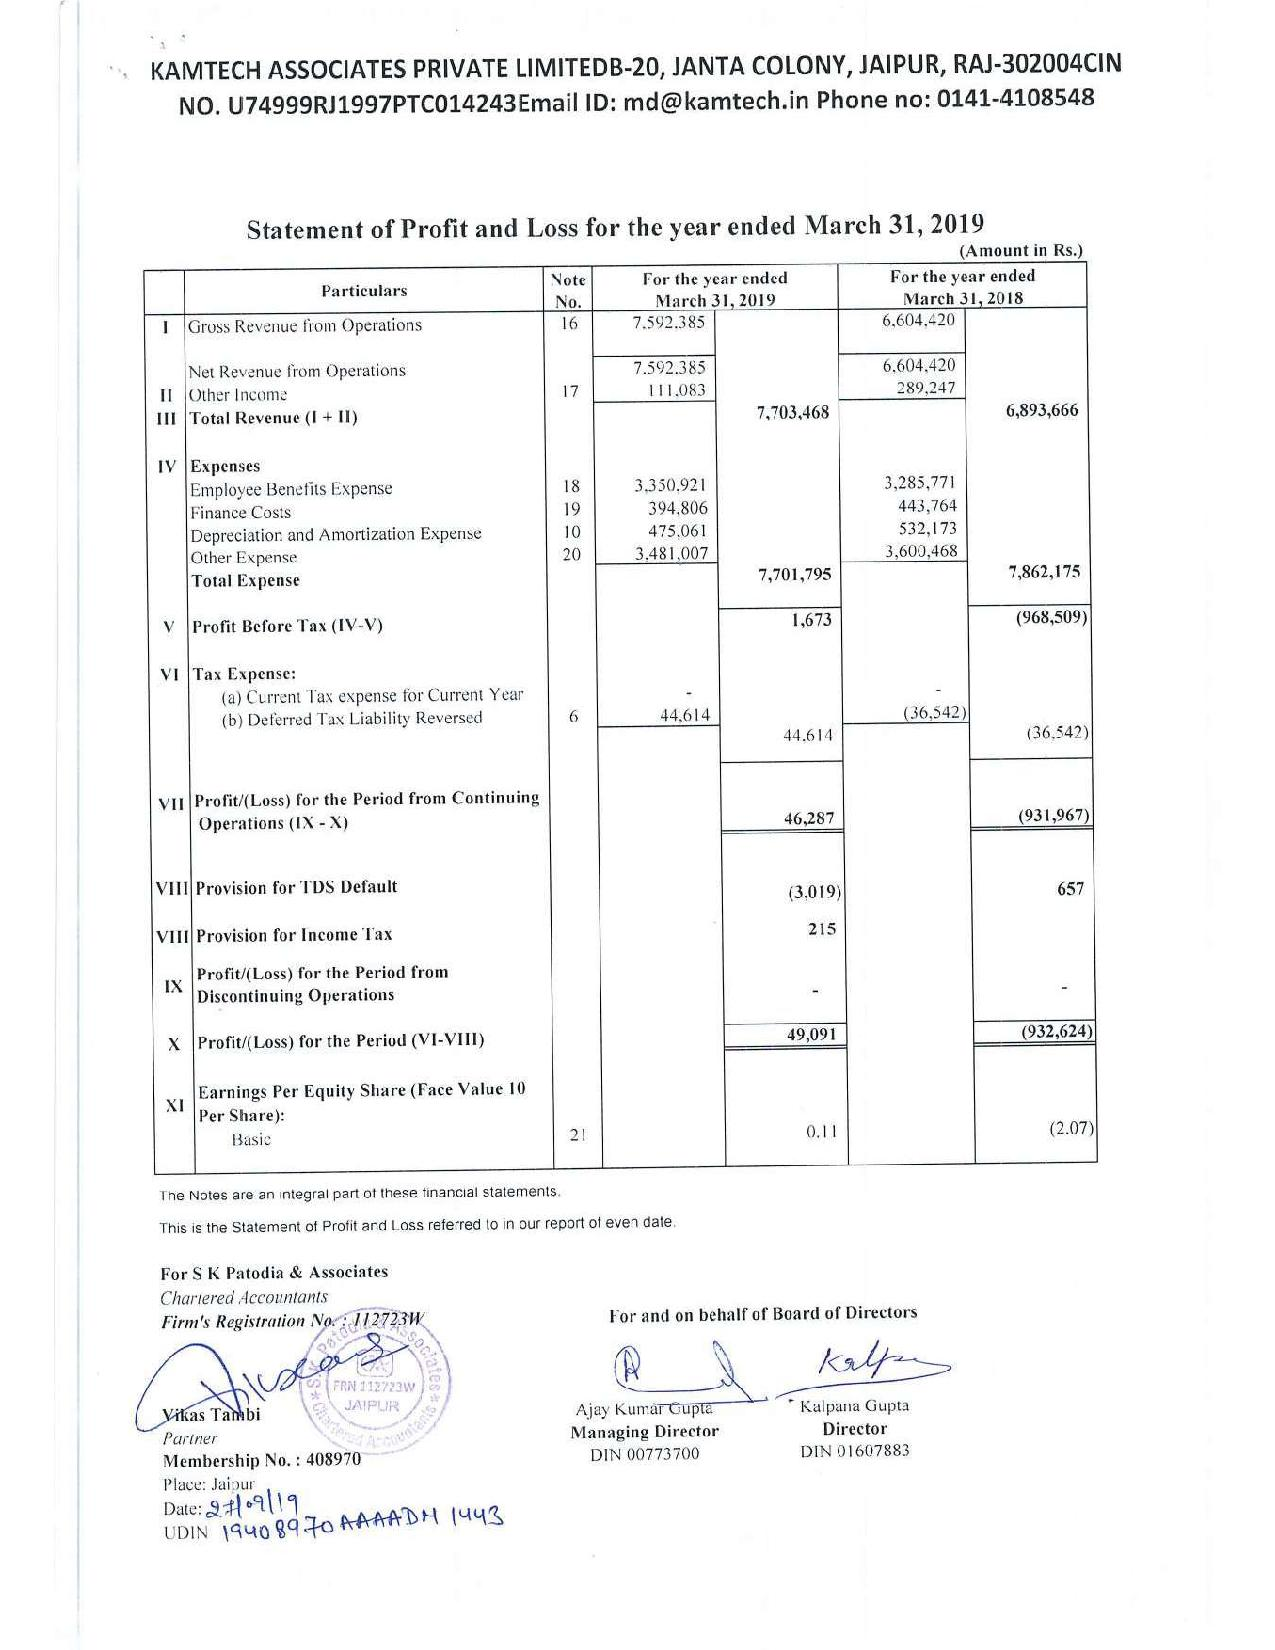 KAMTECH ASSOCIATES PRIVATE LIMITEDB-20, JANTA COLONY, JAIPUR, RAJ-302004CIN
NO. U74999RJ1997PTC014243Email ID: md@kamtech.in Phone no: 0141-4108548
Statement of Profit and Loss for the year ended March 31, 2019
(Amount in Rs.)
Particulars Note No. For the year ended March 31, 2019 For the year ended March 31, 2018
I Gross Revenue from Operations 16 7,592,385 6,604,420
Net Revenue from Operations 7,592,385 6,604,420
II Other Income 17 111,083 289,247
III Total Revenue (I + II) 7,703,468 6,893,666
IV Expenses
Employee Benefits Expense 18 3,350,921 3,285,771
Finance Costs 19 394,806 443,764
Depreciation and Amortization Expense 10 475,061 532,173
Other Expense 20 3,481,007 3,600,468
Total Expense 7,701,795 7,862,175
V Profit Before Tax (IV-V) 1,673 (968,509)
VI Tax Expense:
(a) Current Tax expense for Current Year - -
(b) Deferred Tax Liability Reversed 6 44,614 (36,542)
44,614 (36,542)
VII Profit/(Loss) for the Period from Continuing
Operations (IX - X) 46,287 (931,967)
VIII Provision for TDS Default (3,019) 657
VIII Provision for Income Tax 215
IX Profit/(Loss) for the Period from
Discontinuing Operations - -
X Profit/(Loss) for the Period (VI-VIII) 49,091 (932,624)
XI Earnings Per Equity Share (Face Value 10
Per Share):
Basic 21 0.11 (2.07)
The Notes are an integral part of these financial statements.
This is the Statement of Profit and Loss referred to in our report of even date.
For S K Patodia & Associates
Chartered Accountants
Firm's Registration No. : 112723W
For and on behalf of Board of Directors
S.K. Patodia & Associates
FRN 112723W
JAIPUR
Chartered Accountants
Vikas Tambi
Partner
Membership No. : 408970
Place: Jaipur
Date: 27/09/19
UDIN 19408970AAAADH1443
Ajay Kumar Gupta
Managing Director
DIN 00773700
Kalpana Gupta
Director
DIN 01607883